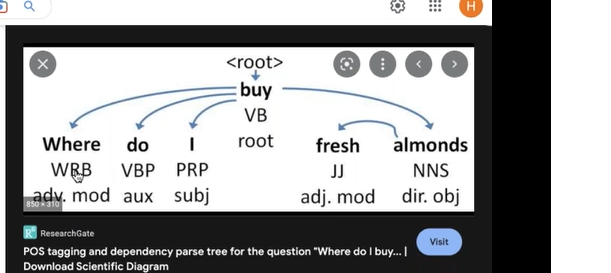 H
<root>
buy
VB
root
Where do I fresh almonds
WRB VBP PRP JJ NNS
adv. mod aux subj adj. mod dir. obj
850 × 310
ResearchGate
POS tagging and dependency parse tree for the question "Where do I buy... |
Download Scientific Diagram
Visit